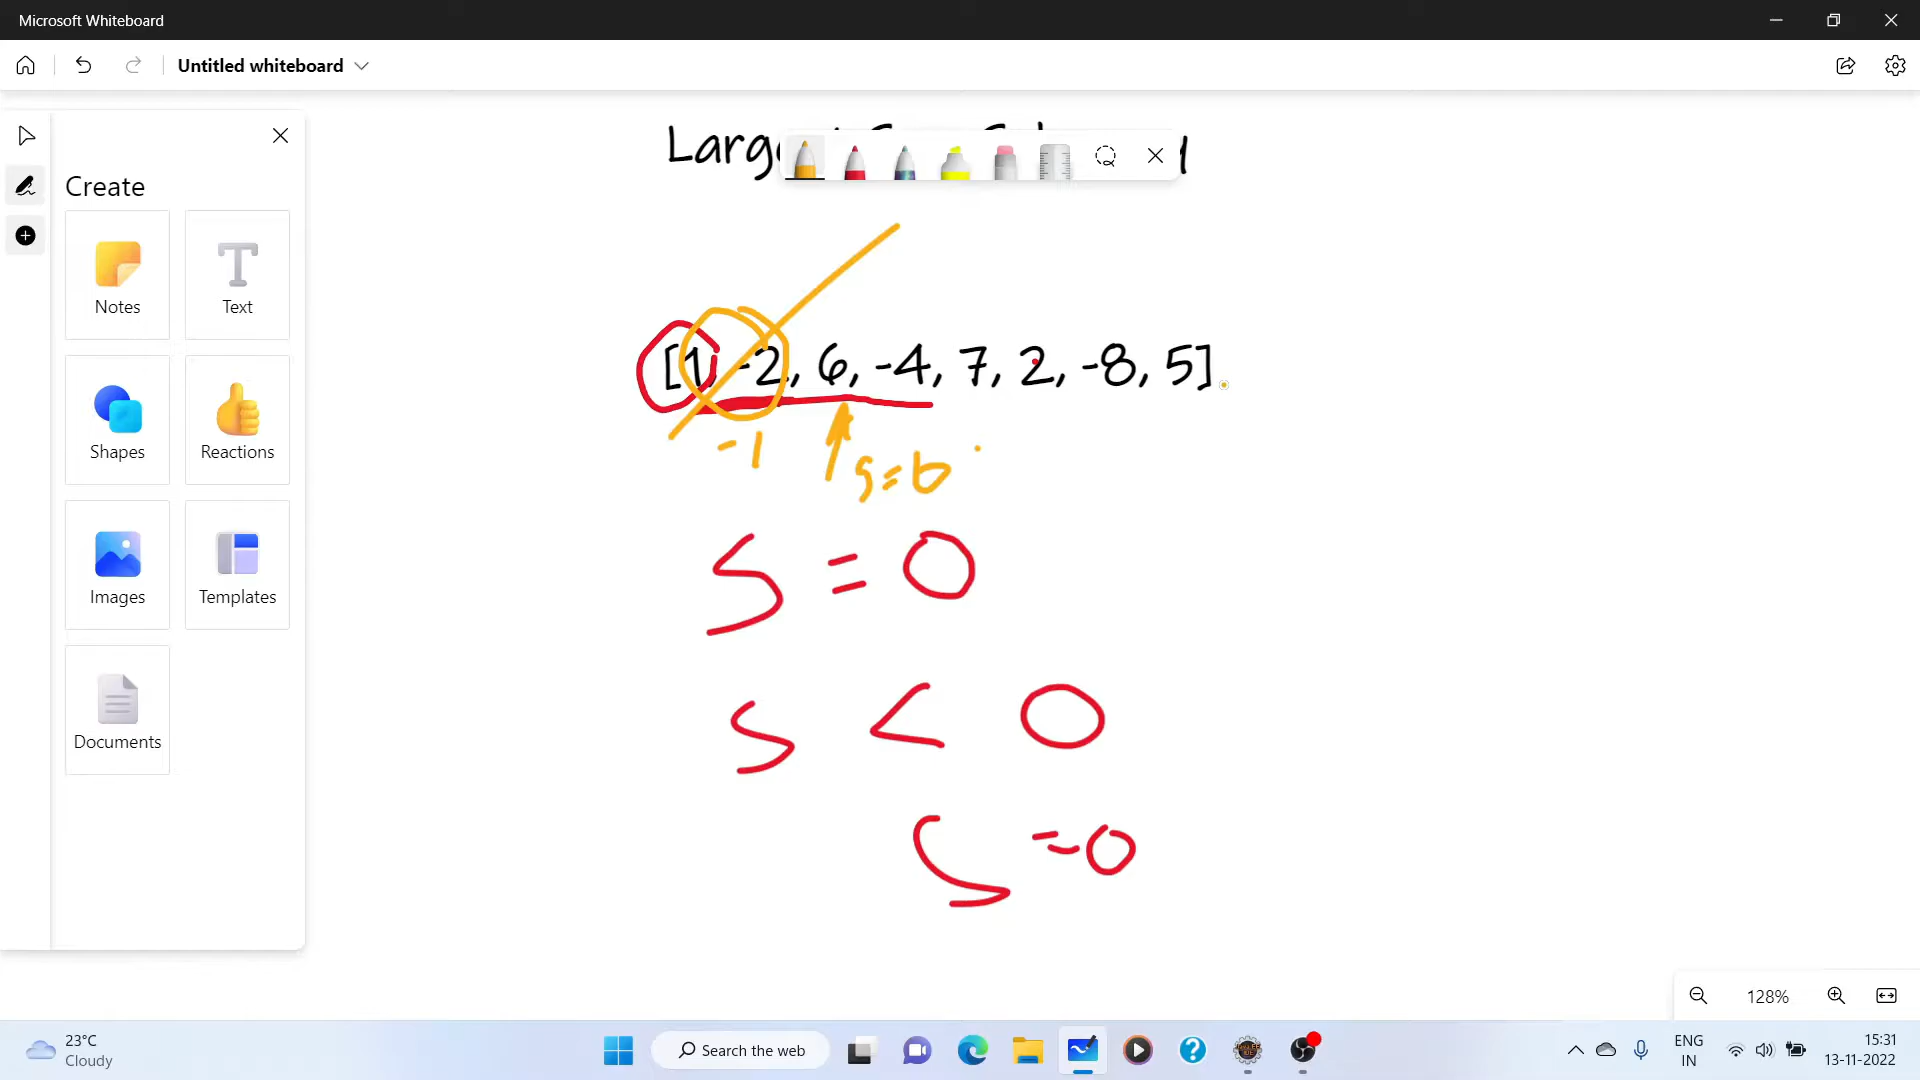 Microsoft Whiteboard
Untitled whiteboard
Create
Notes
Text
Shapes
Reactions
Images
Templates
Documents
[1, -2, 6, -4, 7, 2, -8, 5]
-1
S=6
S = 0
S < 0
S = 0
128%
23°C
Cloudy
Search the web
ENG
IN
15:31
13-11-2022